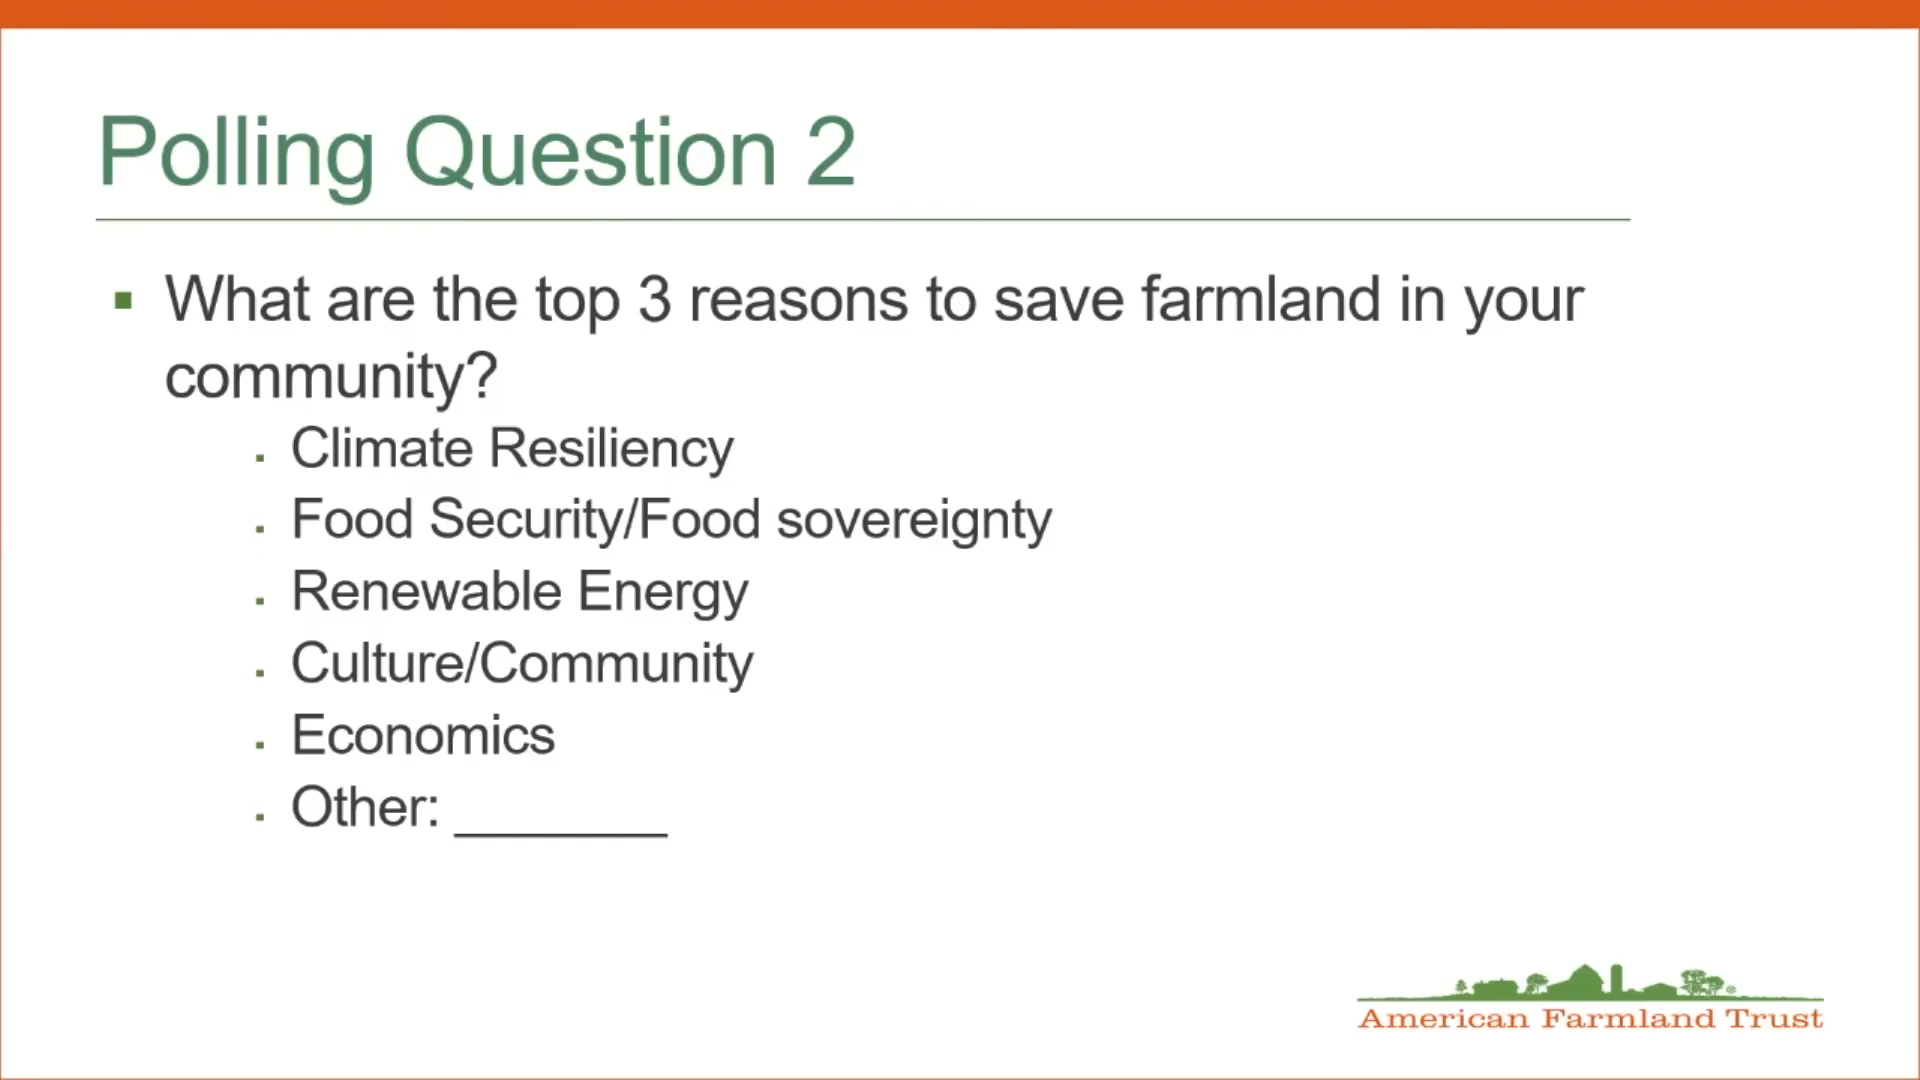 Polling Question 2
▪ What are the top 3 reasons to save farmland in your
community?
▪ Climate Resiliency
▪ Food Security/Food sovereignty
▪ Renewable Energy
▪ Culture/Community
▪ Economics
▪ Other: _______
American Farmland Trust